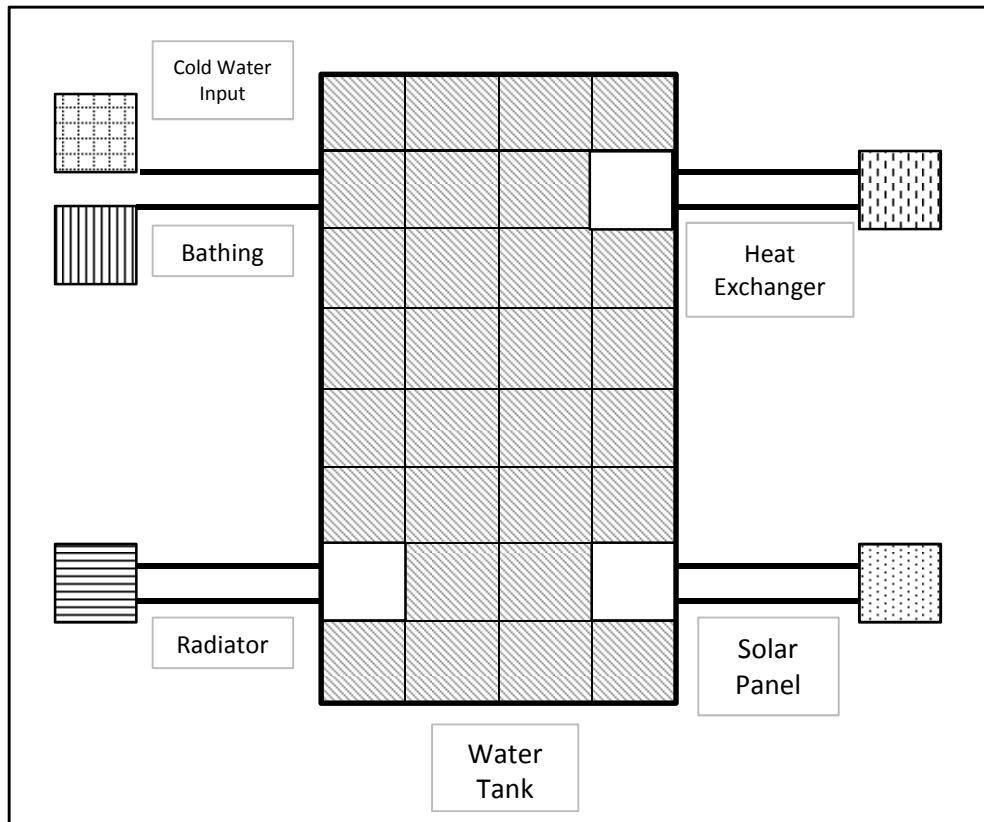 Cold Water
Input
Bathing
Heat
Exchanger
Radiator
Solar
Panel
Water
Tank